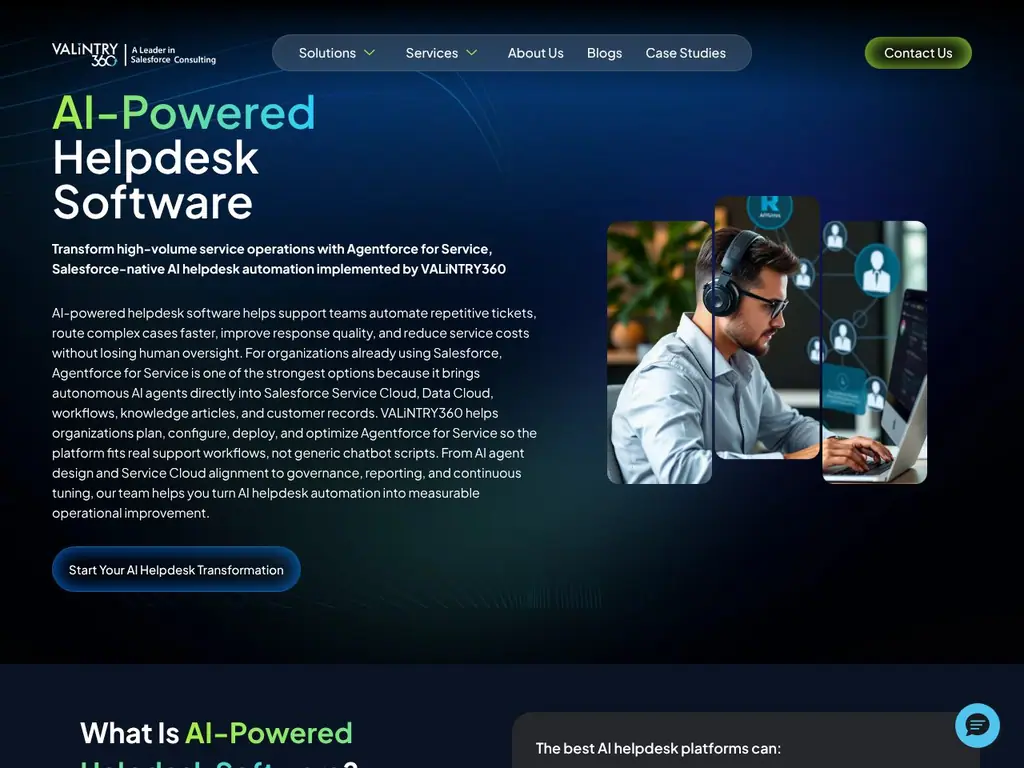 VALiNTRY
360
A Leader in
Salesforce Consulting
Solutions
Services
About Us
Blogs
Case Studies
Contact Us
AI-Powered
Helpdesk
Software
Transform high-volume service operations with Agentforce for Service,
Salesforce-native AI helpdesk automation implemented by VALiNTRY360
AI-powered helpdesk software helps support teams automate repetitive tickets,
route complex cases faster, improve response quality, and reduce service costs
without losing human oversight. For organizations already using Salesforce,
Agentforce for Service is one of the strongest options because it brings
autonomous AI agents directly into Salesforce Service Cloud, Data Cloud,
workflows, knowledge articles, and customer records. VALiNTRY360 helps
organizations plan, configure, deploy, and optimize Agentforce for Service so the
platform fits real support workflows, not generic chatbot scripts. From AI agent
design and Service Cloud alignment to governance, reporting, and continuous
tuning, our team helps you turn AI helpdesk automation into measurable
operational improvement.
Start Your AI Helpdesk Transformation
What Is AI-Powered
Helpdesk Software?
The best AI helpdesk platforms can: